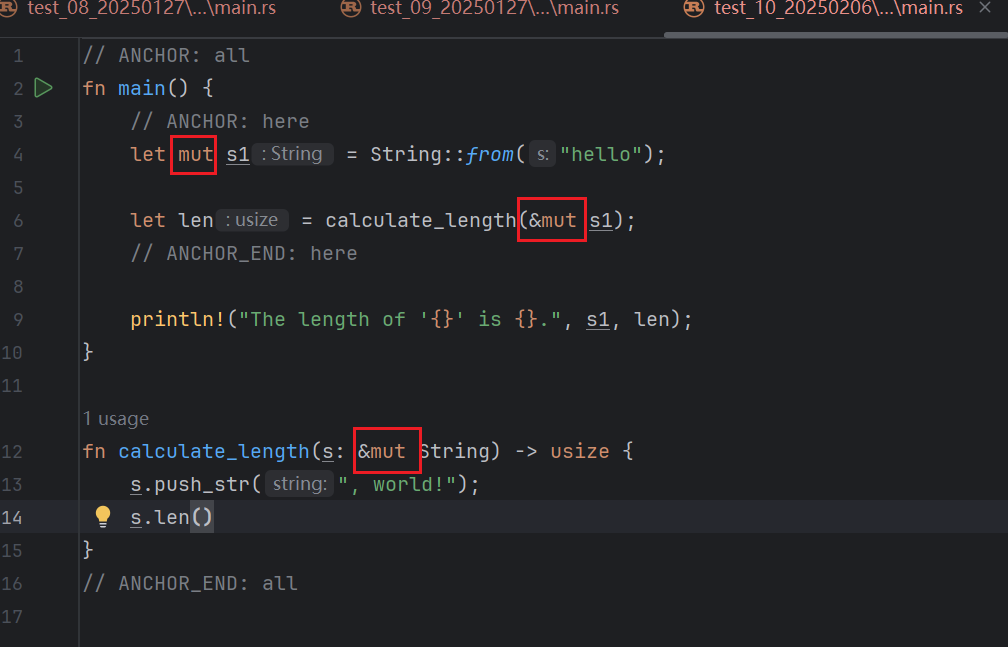 test_08_20250127\...\main.rs test_09_20250127\...\main.rs test_10_20250206\...\main.rs
1 // ANCHOR: all
2 fn main() {
3 // ANCHOR: here
4 let mut s1 : String = String::from( s: "hello");
5
6 let len : usize = calculate_length(&mut s1);
7 // ANCHOR_END: here
8
9 println!("The length of '{}' is {}.", s1, len);
10 }
11
1 usage
12 fn calculate_length(s: &mut String) -> usize {
13 s.push_str( string: ", world!");
14 s.len()
15 }
16 // ANCHOR_END: all
17